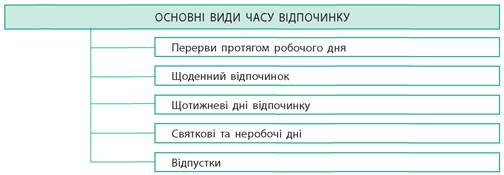 ОСНОВНІ ВИДИ ЧАСУ ВІДПОЧИНКУ
Перерви протягом робочого дня
Щоденний відпочинок
Щотижневі дні відпочинку
Святкові та неробочі дні
Відпустки